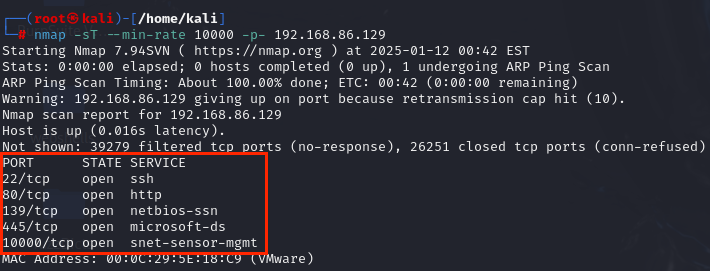 ┌──(root㉿kali)-[/home/kali]
└─# nmap -sT --min-rate 10000 -p- 192.168.86.129
Starting Nmap 7.94SVN ( https://nmap.org ) at 2025-01-12 00:42 EST
Stats: 0:00:00 elapsed; 0 hosts completed (0 up), 1 undergoing ARP Ping Scan
ARP Ping Scan Timing: About 100.00% done; ETC: 00:42 (0:00:00 remaining)
Warning: 192.168.86.129 giving up on port because retransmission cap hit (10).
Nmap scan report for 192.168.86.129
Host is up (0.016s latency).
Not shown: 39279 filtered tcp ports (no-response), 26251 closed tcp ports (conn-refused)
PORT      STATE SERVICE
22/tcp    open  ssh
80/tcp    open  http
139/tcp   open  netbios-ssn
445/tcp   open  microsoft-ds
10000/tcp open  snet-sensor-mgmt
MAC Address: 00:0C:29:5E:18:C9 (VMware)